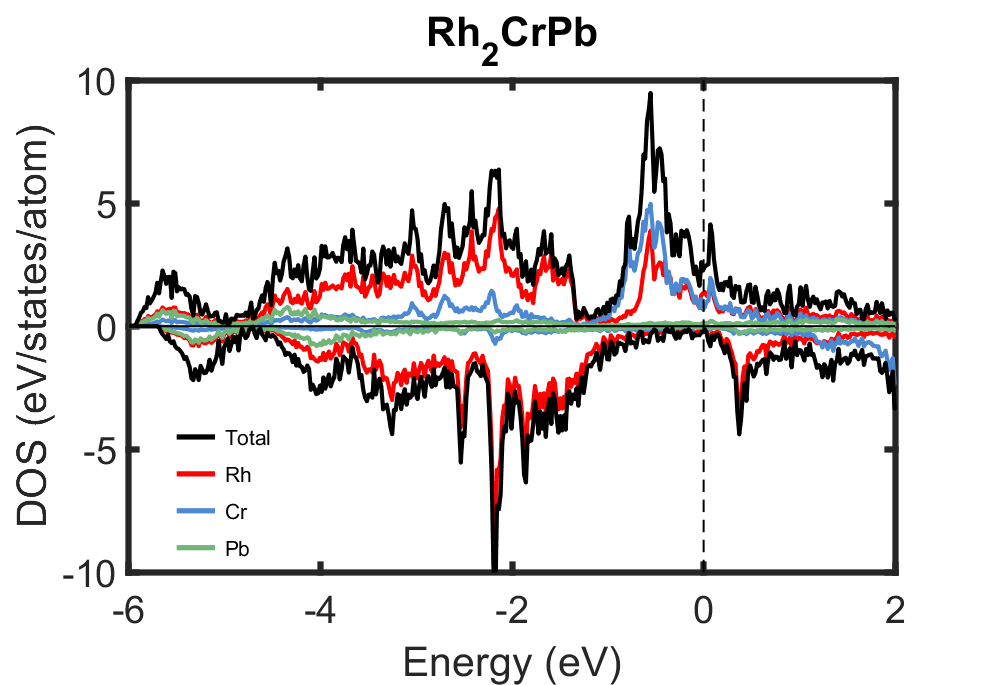 Rh₂CrPb
10
5
0
-5
-10
DOS (eV/states/atom)
Total
Rh
Cr
Pb
-6 -4 -2 0 2
Energy (eV)